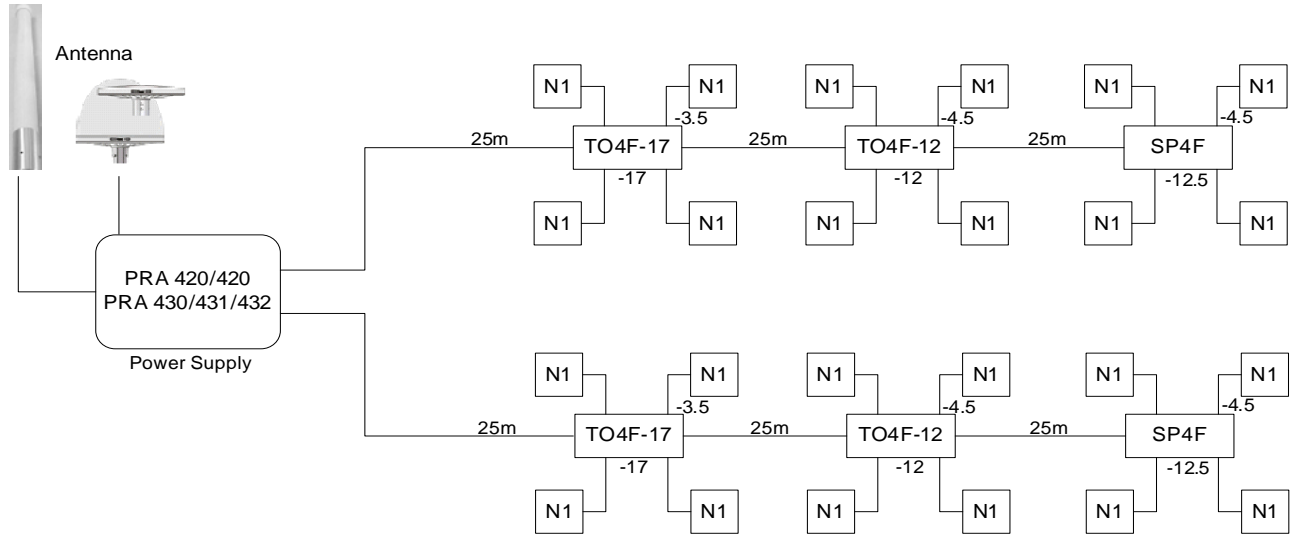 Antenna
N1
N1
N1
N1
N1
N1
-3.5
-4.5
-4.5
25m
TO4F-17
25m
TO4F-12
25m
SP4F
-17
-12
-12.5
N1
N1
N1
N1
N1
N1
PRA 420/420
PRA 430/431/432
Power Supply
N1
N1
N1
N1
N1
N1
-3.5
-4.5
-4.5
25m
TO4F-17
25m
TO4F-12
25m
SP4F
-17
-12
-12.5
N1
N1
N1
N1
N1
N1